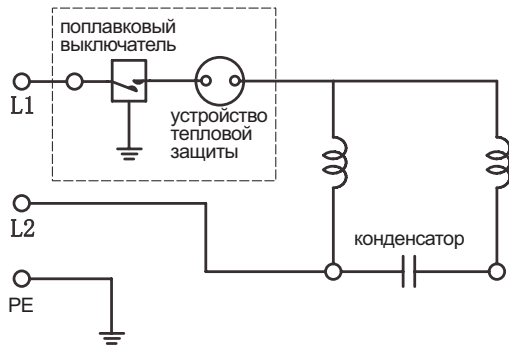 поплавковый
выключатель
L1
устройство
тепловой
защиты
L2
конденсатор
PE